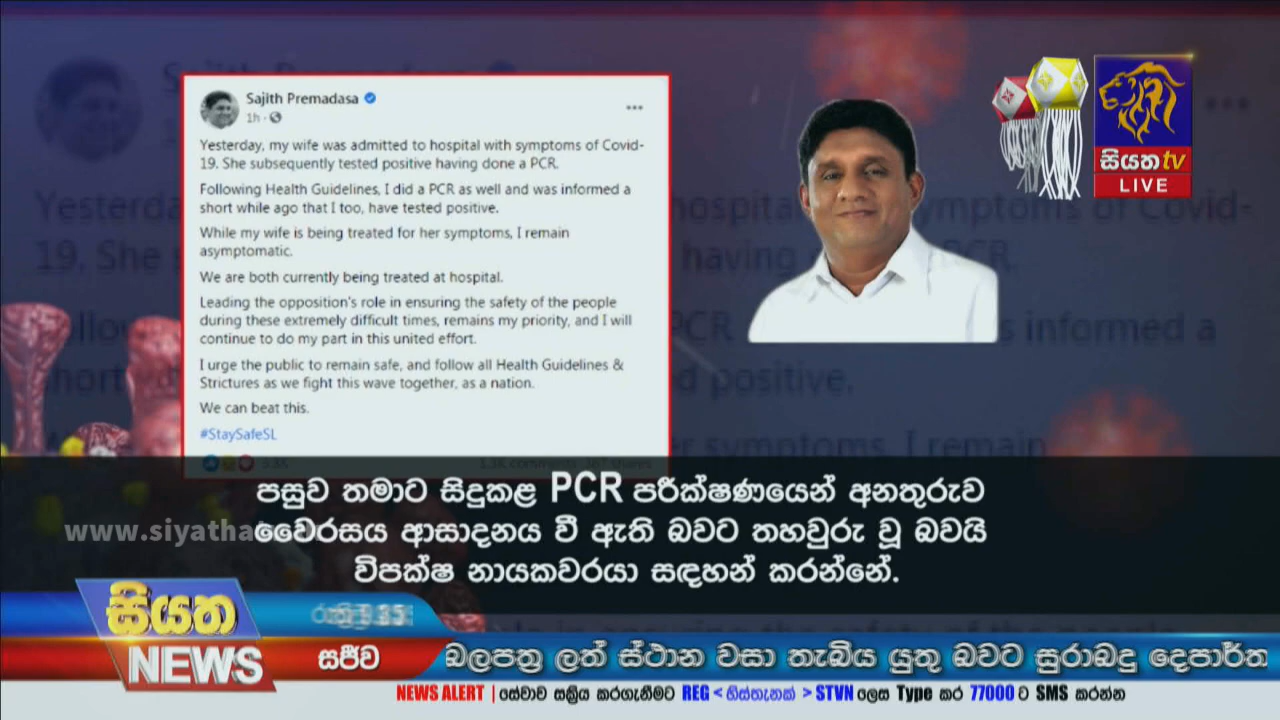 Sajith Premadasa
1h
Yesterday, my wife was admitted to hospital with symptoms of Covid-
19. She subsequently tested positive having done a PCR.
Following Health Guidelines, I did a PCR as well and was informed a
short while ago that I too, have tested positive.
While my wife is being treated for her symptoms, I remain
asymptomatic.
We are both currently being treated at hospital.
Leading the opposition's role in ensuring the safety of the people
during these extremely difficult times, remains my priority, and I will
continue to do my part in this united effort.
I urge the public to remain safe, and follow all Health Guidelines &
Strictures as we fight this wave together, as a nation.
We can beat this.
#StaySafeSL
සියත tv
LIVE
පසුව තමාට සිදුකළ PCR පරීක්ෂණයෙන් අනතුරුව
www.siyatha
වෛරසය ආසාදනය වී ඇති බවට තහවුරු වූ බවයි
විපක්ෂ නායකවරයා සඳහන් කරන්නේ.
සියත
NEWS
රාත්‍රී
සජීව
බලපත්‍ර ලත් ස්ථාන වසා තැබිය යුතු බවට සුරාබදු දෙපාර්ත
NEWS ALERT | සේවාව සක්‍රිය කරගැනීමට REG < හිස්තැනක් > STVN ලෙස Type කර 77000 ට SMS කරන්න